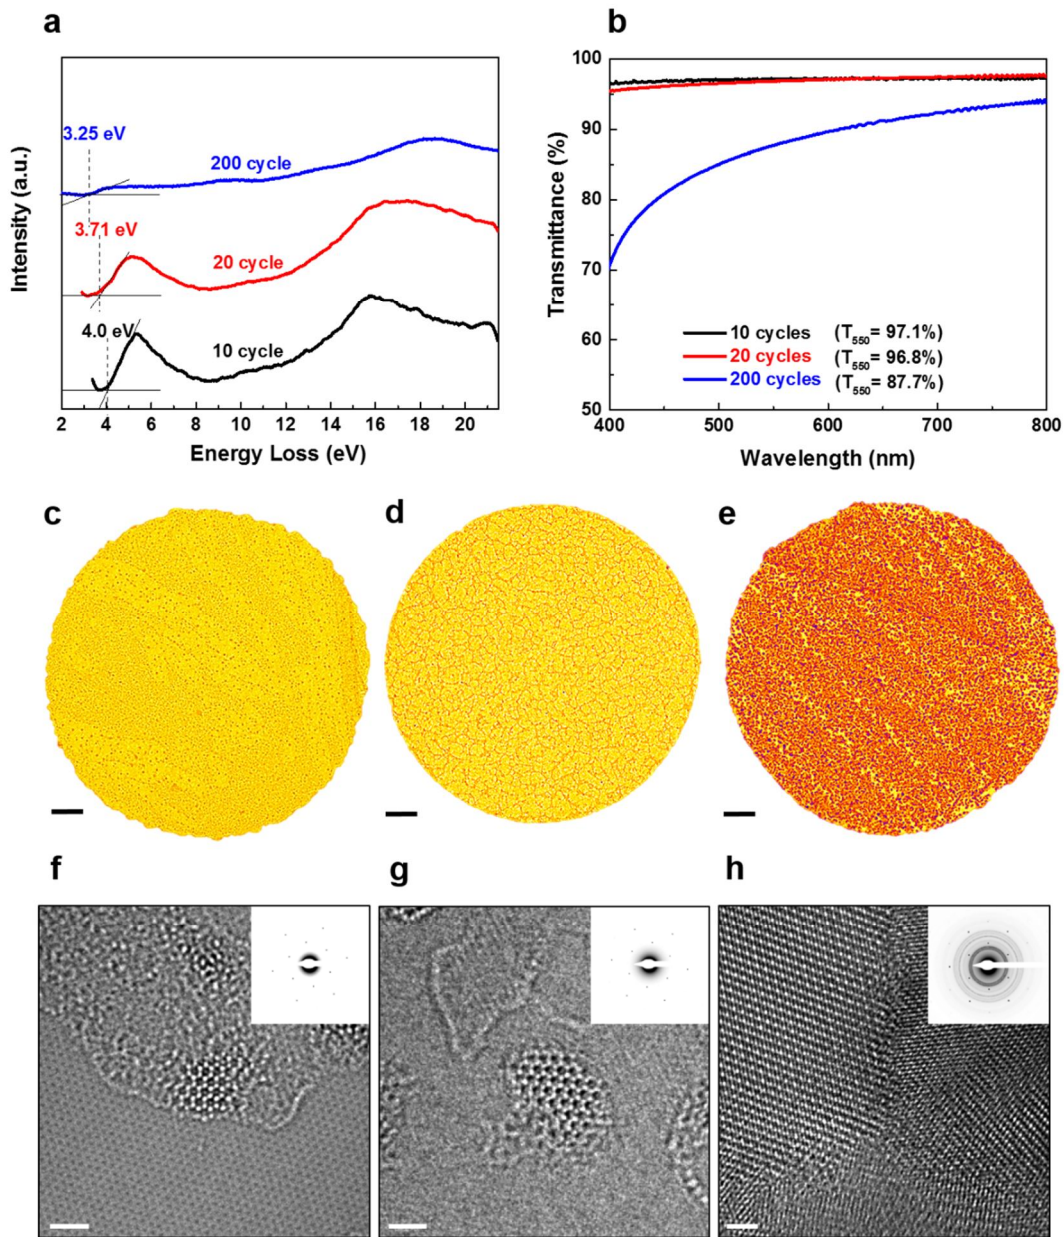 a
b
Intensity (a.u.)
3.25 eV
200 cycle
3.71 eV
20 cycle
4.0 eV
10 cycle
2 4 6 8 10 12 14 16 18 20
Energy Loss (eV)
Transmittance (%)
100
90
80
70
60
50
10 cycles (T550 = 97.1%)
20 cycles (T550 = 96.8%)
200 cycles (T550 = 87.7%)
400 500 600 700 800
Wavelength (nm)
c
d
e
f
g
h